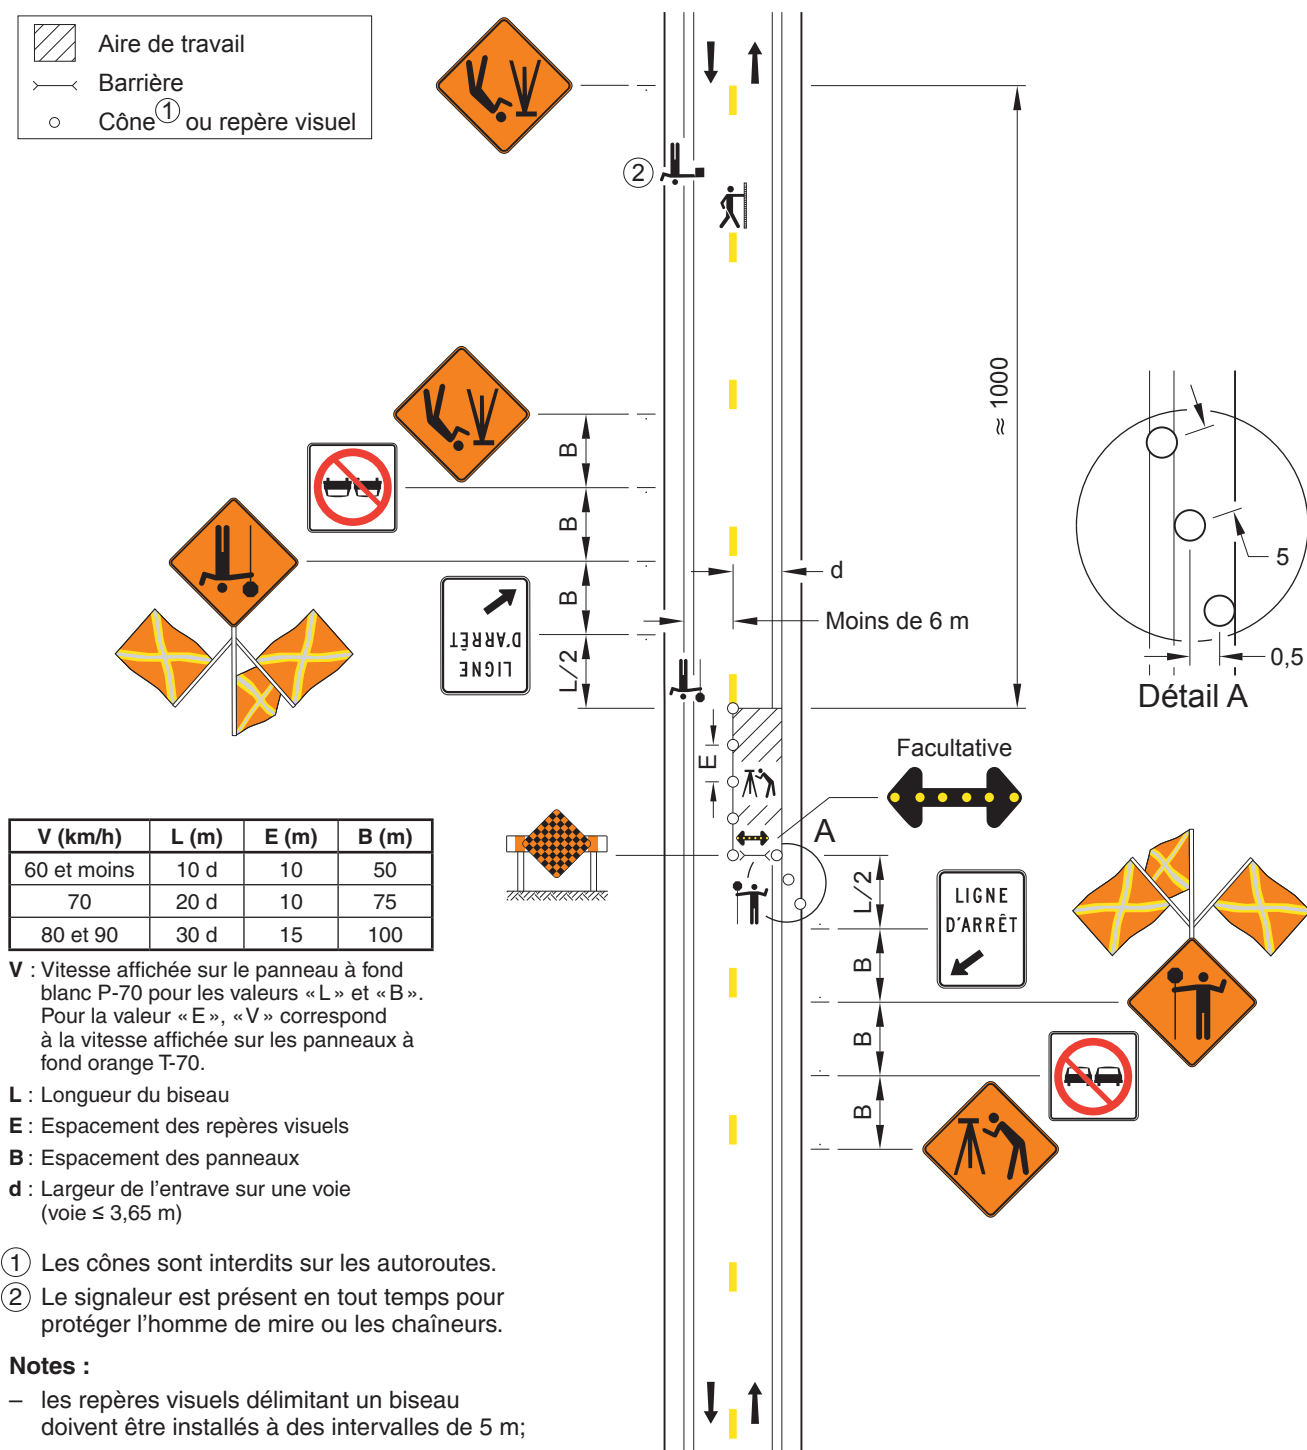 Aire de travail
Barrière
Cône① ou repère visuel
②
≈ 1000
B
B
B
L/2
LIGNE
D'ARRÊT
d
Moins de 6 m
5
0,5
Détail A
E
Facultative
A
L/2
LIGNE
D'ARRÊT
B
B
B
V (km/h) L (m) E (m) B (m)
60 et moins 10 d 10 50
70 20 d 10 75
80 et 90 30 d 15 100
V : Vitesse affichée sur le panneau à fond
blanc P-70 pour les valeurs « L » et « B ».
Pour la valeur « E », « V » correspond
à la vitesse affichée sur les panneaux à
fond orange T-70.
L : Longueur du biseau
E : Espacement des repères visuels
B : Espacement des panneaux
d : Largeur de l'entrave sur une voie
(voie ≤ 3,65 m)
① Les cônes sont interdits sur les autoroutes.
② Le signaleur est présent en tout temps pour
protéger l'homme de mire ou les chaîneurs.
Notes :
– les repères visuels délimitant un biseau
doivent être installés à des intervalles de 5 m;